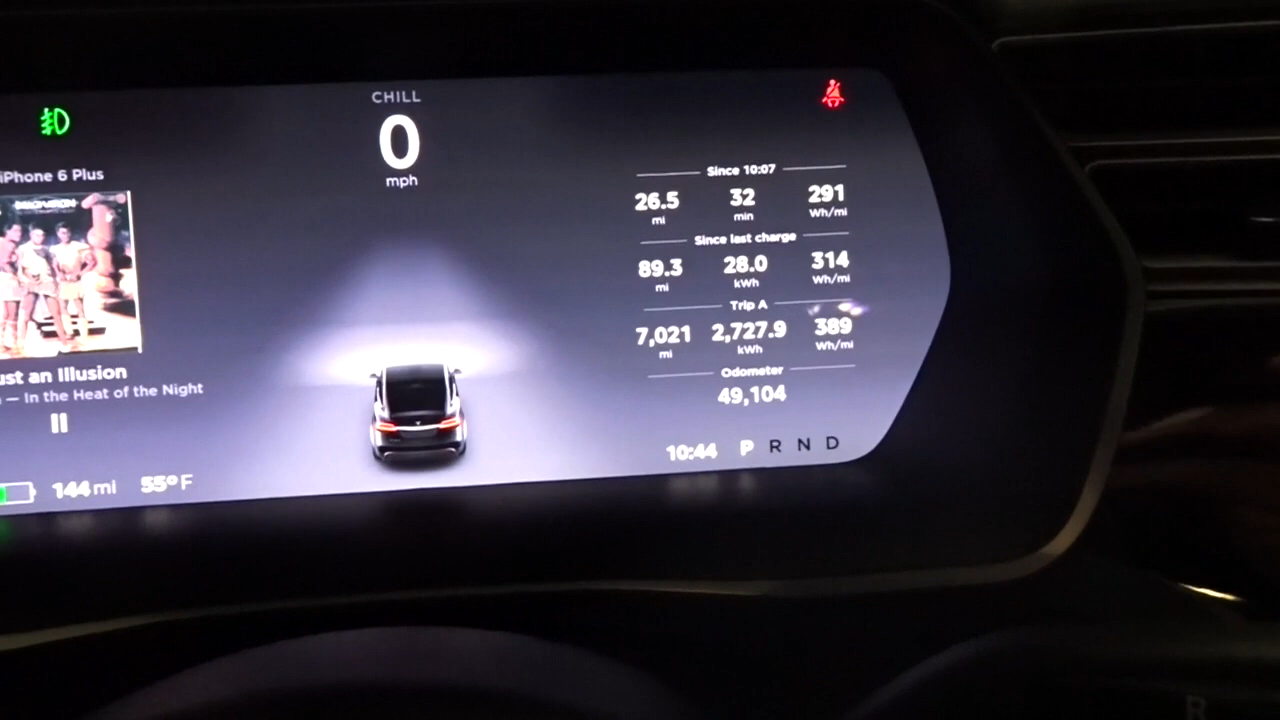 CHILL
0
mph
iPhone 6 Plus
IMAGINATION
ust an Illusion
— In the Heat of the Night
144 mi 55°F
Since 10:07
26.5 32 291
mi min Wh/mi
Since last charge
89.3 28.0 314
mi kWh Wh/mi
Trip A
7,021 2,727.9 389
mi kWh Wh/mi
Odometer
49,104
10:44 P R N D
R